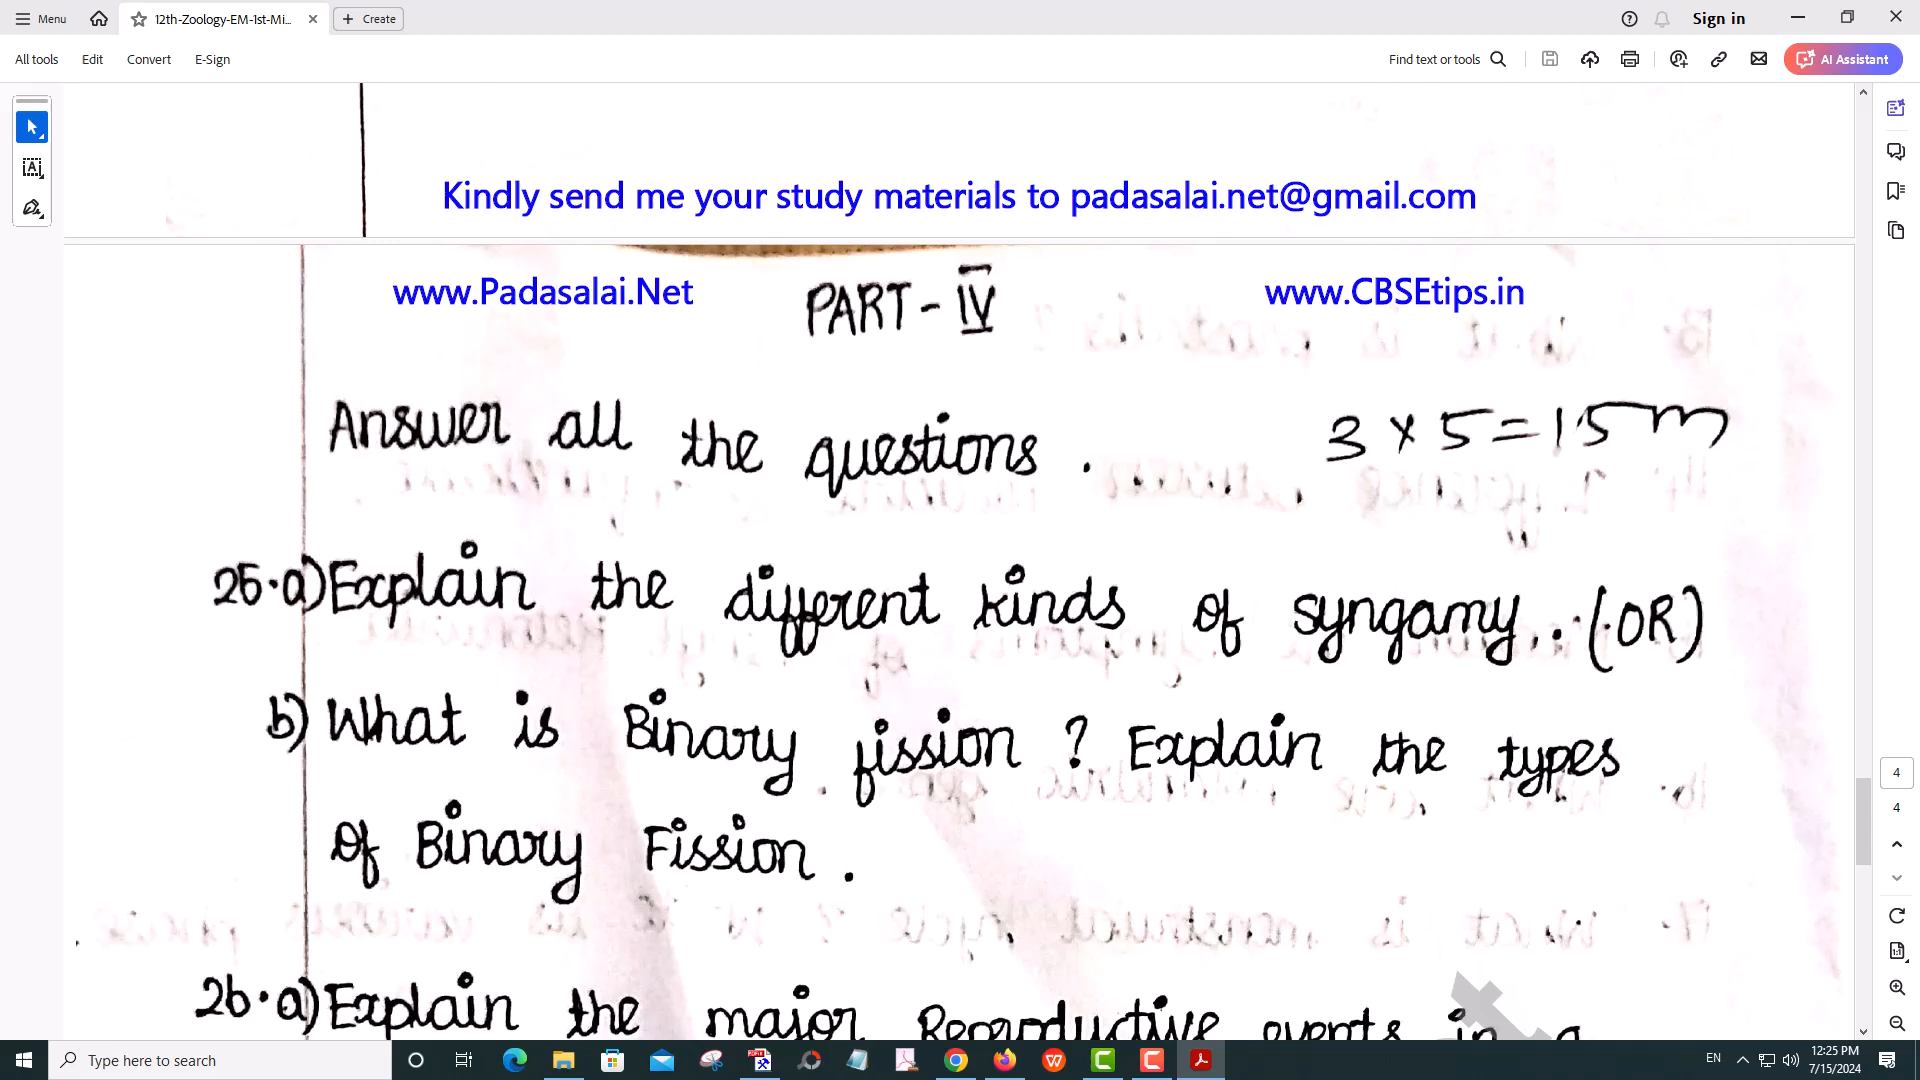 Menu
12th-Zoology-EM-1st-Mi...
Create
Sign in
All tools
Edit
Convert
E-Sign
Find text or tools
AI Assistant
Kindly send me your study materials to padasalai.net@gmail.com
www.Padasalai.Net
PART - IV
www.CBSEtips.in
Answer all the questions . 3 × 5 = 15 m
25.a) Explain the different kinds of syngamy.. (OR)
b) What is Binary fission ? Explain the types
of Binary Fission .
26.a) Explain the major Reproductive events in a
4
4
Type here to search
EN
12:25 PM
7/15/2024